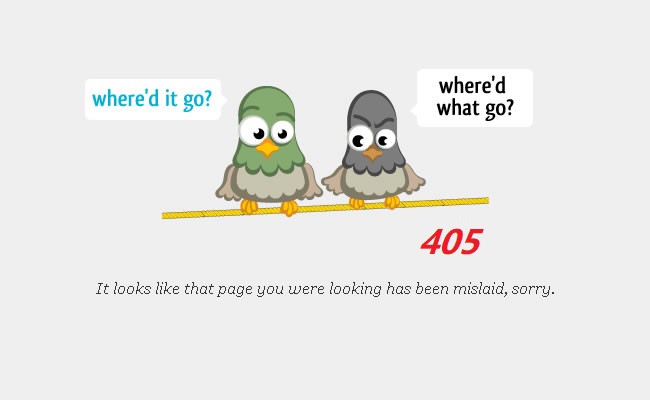 where'd it go?
where'd
what go?
405
It looks like that page you were looking has been mislaid, sorry.